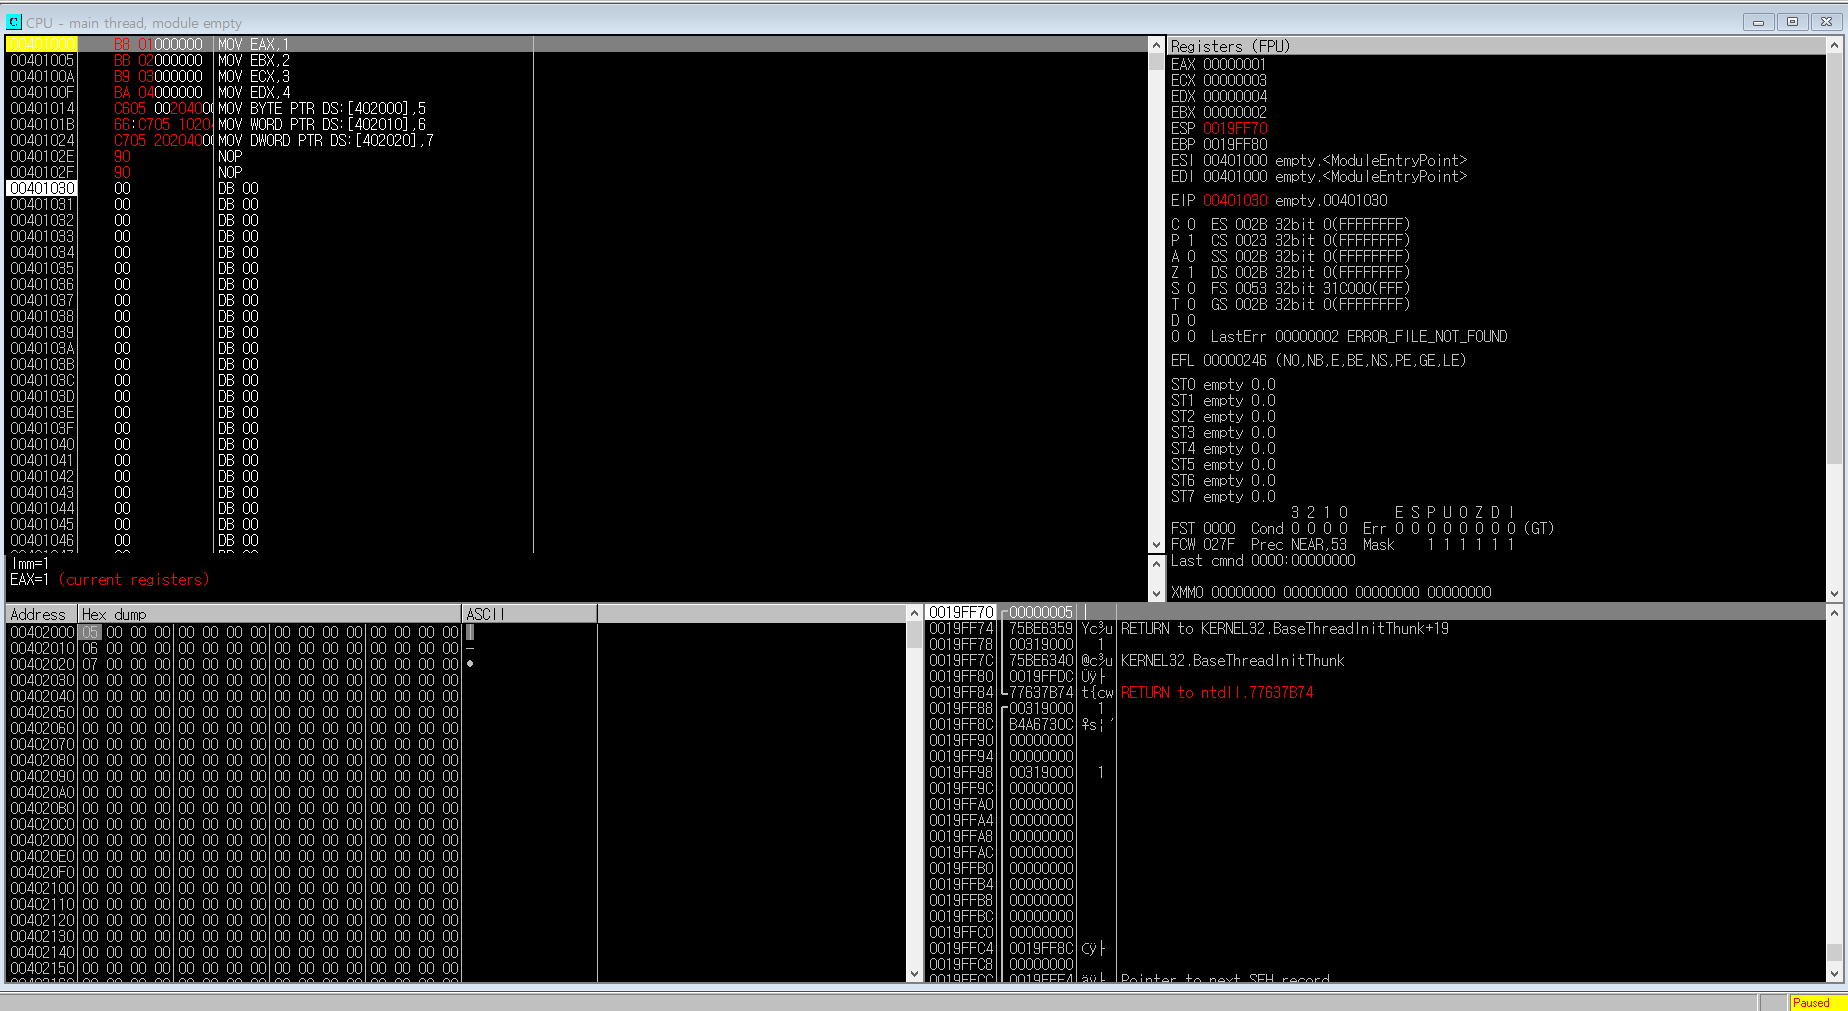 C CPU - main thread, module empty
00401000 B8 01000000 MOV EAX,1
00401005 BB 02000000 MOV EBX,2
0040100A B9 03000000 MOV ECX,3
0040100F BA 04000000 MOV EDX,4
00401014 C605 00204000 MOV BYTE PTR DS:[402000],5
0040101B 66:C705 10204 MOV WORD PTR DS:[402010],6
00401024 C705 20204000 MOV DWORD PTR DS:[402020],7
0040102E 90 NOP
0040102F 90 NOP
00401030 00 DB 00
00401031 00 DB 00
00401032 00 DB 00
00401033 00 DB 00
00401034 00 DB 00
00401035 00 DB 00
00401036 00 DB 00
00401037 00 DB 00
00401038 00 DB 00
00401039 00 DB 00
0040103A 00 DB 00
0040103B 00 DB 00
0040103C 00 DB 00
0040103D 00 DB 00
0040103E 00 DB 00
0040103F 00 DB 00
00401040 00 DB 00
00401041 00 DB 00
00401042 00 DB 00
00401043 00 DB 00
00401044 00 DB 00
00401045 00 DB 00
00401046 00 DB 00
Imm=1
EAX=1 (current registers)
Registers (FPU)
EAX 00000001
ECX 00000003
EDX 00000004
EBX 00000002
ESP 0019FF70
EBP 0019FF80
ESI 00401000 empty.<ModuleEntryPoint>
EDI 00401000 empty.<ModuleEntryPoint>
EIP 00401030 empty.00401030
C 0 ES 002B 32bit 0(FFFFFFFF)
P 1 CS 0023 32bit 0(FFFFFFFF)
A 0 SS 002B 32bit 0(FFFFFFFF)
Z 1 DS 002B 32bit 0(FFFFFFFF)
S 0 FS 0053 32bit 31C000(FFF)
T 0 GS 002B 32bit 0(FFFFFFFF)
D 0
O 0 LastErr 00000002 ERROR_FILE_NOT_FOUND
EFL 00000246 (NO,NB,E,BE,NS,PE,GE,LE)
ST0 empty 0.0
ST1 empty 0.0
ST2 empty 0.0
ST3 empty 0.0
ST4 empty 0.0
ST5 empty 0.0
ST6 empty 0.0
ST7 empty 0.0
3 2 1 0 E S P U O Z D I
FST 0000 Cond 0 0 0 0 Err 0 0 0 0 0 0 0 0 (GT)
FCW 027F Prec NEAR,53 Mask 1 1 1 1 1 1
Last cmnd 0000:00000000
XMM0 00000000 00000000 00000000 00000000
Address Hex dump ASCII
00402000 05 00 00 00 00 00 00 00 00 00 00 00 00 00 00 00
00402010 06 00 00 00 00 00 00 00 00 00 00 00 00 00 00 00
00402020 07 00 00 00 00 00 00 00 00 00 00 00 00 00 00 00
00402030 00 00 00 00 00 00 00 00 00 00 00 00 00 00 00 00
00402040 00 00 00 00 00 00 00 00 00 00 00 00 00 00 00 00
00402050 00 00 00 00 00 00 00 00 00 00 00 00 00 00 00 00
00402060 00 00 00 00 00 00 00 00 00 00 00 00 00 00 00 00
00402070 00 00 00 00 00 00 00 00 00 00 00 00 00 00 00 00
00402080 00 00 00 00 00 00 00 00 00 00 00 00 00 00 00 00
00402090 00 00 00 00 00 00 00 00 00 00 00 00 00 00 00 00
004020A0 00 00 00 00 00 00 00 00 00 00 00 00 00 00 00 00
004020B0 00 00 00 00 00 00 00 00 00 00 00 00 00 00 00 00
004020C0 00 00 00 00 00 00 00 00 00 00 00 00 00 00 00 00
004020D0 00 00 00 00 00 00 00 00 00 00 00 00 00 00 00 00
004020E0 00 00 00 00 00 00 00 00 00 00 00 00 00 00 00 00
004020F0 00 00 00 00 00 00 00 00 00 00 00 00 00 00 00 00
00402100 00 00 00 00 00 00 00 00 00 00 00 00 00 00 00 00
00402110 00 00 00 00 00 00 00 00 00 00 00 00 00 00 00 00
00402120 00 00 00 00 00 00 00 00 00 00 00 00 00 00 00 00
00402130 00 00 00 00 00 00 00 00 00 00 00 00 00 00 00 00
00402140 00 00 00 00 00 00 00 00 00 00 00 00 00 00 00 00
00402150 00 00 00 00 00 00 00 00 00 00 00 00 00 00 00 00
0019FF70 00000005
0019FF74 75BE6359 Yc¾u RETURN to KERNEL32.BaseThreadInitThunk+19
0019FF78 00319000 1
0019FF7C 75BE6340 @c¾u KERNEL32.BaseThreadInitThunk
0019FF80 0019FFDC Üÿ├
0019FF84 77637B74 t{cw RETURN to ntdll.77637B74
0019FF88 00319000 1
0019FF8C B4A6730C ♀s¦´
0019FF90 00000000
0019FF94 00000000
0019FF98 00319000 1
0019FF9C 00000000
0019FFA0 00000000
0019FFA4 00000000
0019FFA8 00000000
0019FFAC 00000000
0019FFB0 00000000
0019FFB4 00000000
0019FFB8 00000000
0019FFBC 00000000
0019FFC0 00000000
0019FFC4 0019FF8C Cÿ├
0019FFC8 00000000
0019FFCC 0019FFE4 äÿ├ Pointer to next SEH record
Paused